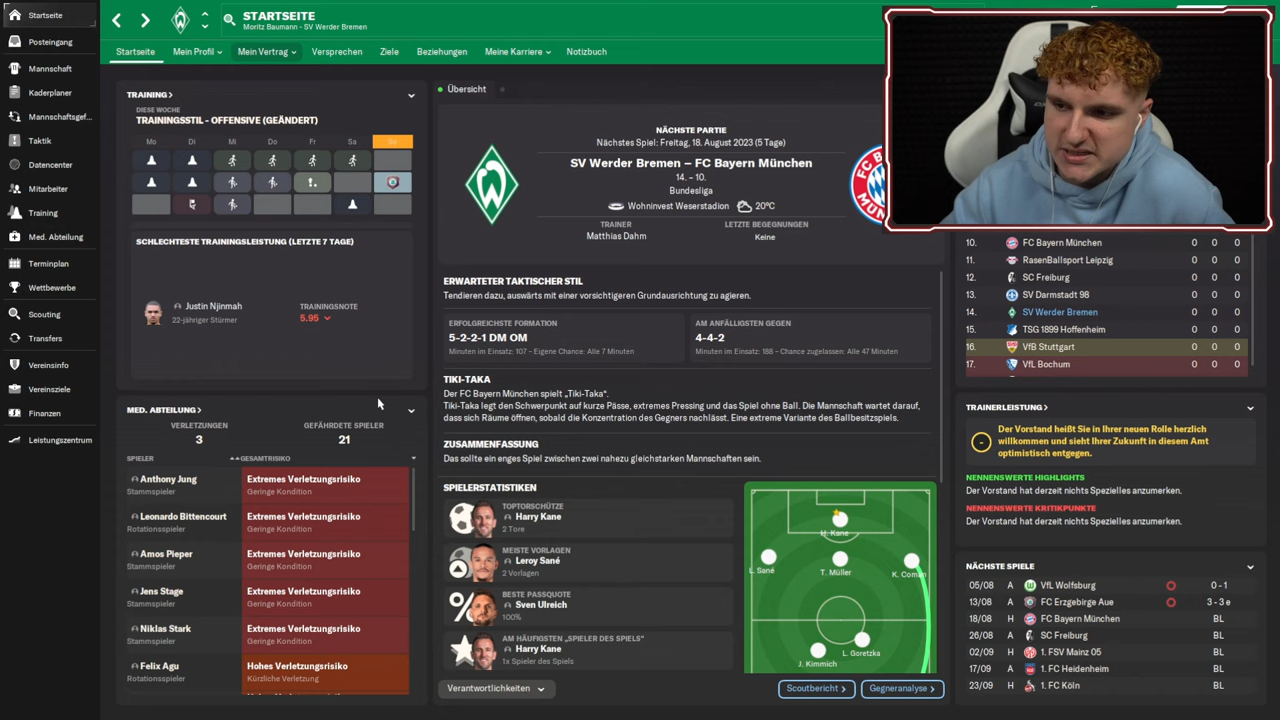 Startseite
Posteingang
Mannschaft
Kaderplaner
Mannschaftsgef...
Taktik
Datencenter
Mitarbeiter
Training
Med. Abteilung
Terminplan
Wettbewerbe
Scouting
Transfers
Vereinsinfo
Vereinsziele
Finanzen
Leistungszentrum
STARTSEITE
Moritz Baumann - SV Werder Bremen
Startseite Mein Profil Mein Vertrag Versprechen Ziele Beziehungen Meine Karriere Notizbuch
TRAINING >
DIESE WOCHE
TRAININGSSTIL - OFFENSIVE (GEÄNDERT)
Mo Di Mi Do Fr Sa So
SCHLECHTESTE TRAININGSLEISTUNG (LETZTE 7 TAGE)
Justin Njinmah
22-jähriger Stürmer
TRAININGSNOTE
5.95
MED. ABTEILUNG >
VERLETZUNGEN GEFÄHRDETE SPIELER
3 21
SPIELER GESAMTRISIKO
Anthony Jung Extremes Verletzungsrisiko
Stammspieler Geringe Kondition
Leonardo Bittencourt Extremes Verletzungsrisiko
Rotationsspieler Geringe Kondition
Amos Pieper Extremes Verletzungsrisiko
Stammspieler Geringe Kondition
Jens Stage Extremes Verletzungsrisiko
Stammspieler Geringe Kondition
Niklas Stark Extremes Verletzungsrisiko
Stammspieler Geringe Kondition
Felix Agu Hohes Verletzungsrisiko
Rotationsspieler Kürzliche Verletzung
Übersicht
NÄCHSTE PARTIE
Nächstes Spiel: Freitag, 18. August 2023 (5 Tage)
SV Werder Bremen – FC Bayern München
14. - 10.
Bundesliga
Wohninvest Weserstadion 20°C
TRAINER LETZTE BEGEGNUNGEN
Matthias Dahm Keine
ERWARTETER TAKTISCHER STIL
Tendieren dazu, auswärts mit einer vorsichtigeren Grundausrichtung zu agieren.
ERFOLGREICHSTE FORMATION AM ANFÄLLIGSTEN GEGEN
5-2-2-1 DM OM 4-4-2
Minuten im Einsatz: 107 - Eigene Chance: Alle 7 Minuten Minuten im Einsatz: 188 - Chance zugelassen: Alle 47 Minuten
TIKI-TAKA
Der FC Bayern München spielt „Tiki-Taka“.
Tiki-Taka legt den Schwerpunkt auf kurze Pässe, extremes Pressing und das Spiel ohne Ball. Die Mannschaft wartet darauf,
dass sich Räume öffnen, sobald die Konzentration des Gegners nachlässt. Eine extreme Variante des Ballbesitzspiels.
ZUSAMMENFASSUNG
Das sollte ein enges Spiel zwischen zwei nahezu gleichstarken Mannschaften sein.
SPIELERSTATISTIKEN
TOPTORSCHÜTZE
Harry Kane
2 Tore
MEISTE VORLAGEN
Leroy Sané
2 Vorlagen
BESTE PASSQUOTE
Sven Ulreich
100%
AM HÄUFIGSTEN „SPIELER DES SPIELS“
Harry Kane
1x Spieler des Spiels
H. Kane
L. Sané
T. Müller
K. Coman
J. Kimmich
L. Goretzka
Verantwortlichkeiten
Scoutbericht > Gegneranalyse >
10. FC Bayern München 0 0 0
11. RasenBallsport Leipzig 0 0 0
12. SC Freiburg 0 0 0
13. SV Darmstadt 98 0 0 0
14. SV Werder Bremen 0 0 0
15. TSG 1899 Hoffenheim 0 0 0
16. VfB Stuttgart 0 0 0
17. VfL Bochum 0 0 0
TRAINERLEISTUNG >
Der Vorstand heißt Sie in Ihrer neuen Rolle herzlich
willkommen und sieht Ihrer Zukunft in diesem Amt
optimistisch entgegen.
NENNENSWERTE HIGHLIGHTS
Der Vorstand hat derzeit nichts Spezielles anzumerken.
NENNENSWERTE KRITIKPUNKTE
Der Vorstand hat derzeit nichts Spezielles anzumerken.
NÄCHSTE SPIELE >
05/08 A VfL Wolfsburg 0 - 1
13/08 A FC Erzgebirge Aue 3 - 3 e
18/08 H FC Bayern München BL
26/08 A SC Freiburg BL
02/09 H 1. FSV Mainz 05 BL
17/09 A 1. FC Heidenheim BL
23/09 H 1. FC Köln BL